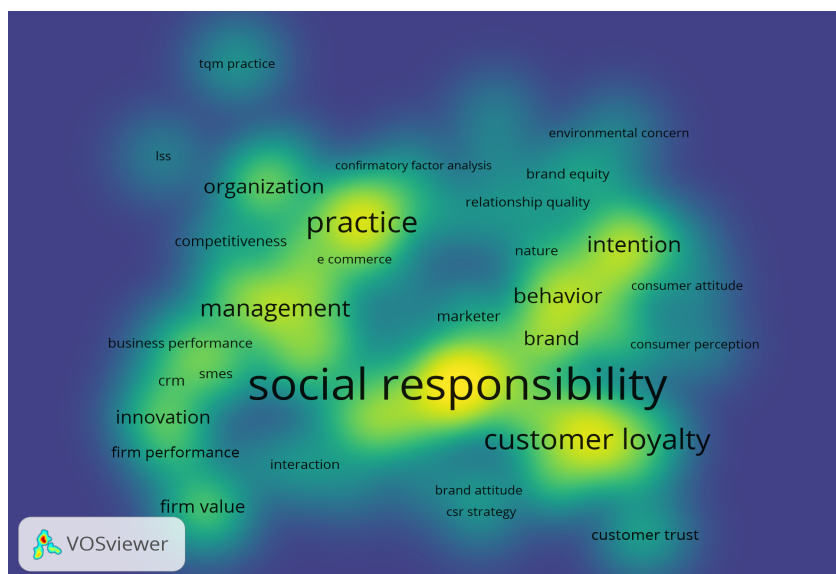 tqm practice
environmental concern
lss
confirmatory factor analysis
brand equity
organization
relationship quality
practice
competitiveness
intention
nature
e commerce
consumer attitude
behavior
management
marketer
brand
business performance
consumer perception
smes
crm
social responsibility
innovation
customer loyalty
firm performance
interaction
brand attitude
firm value
csr strategy
customer trust
VOSviewer